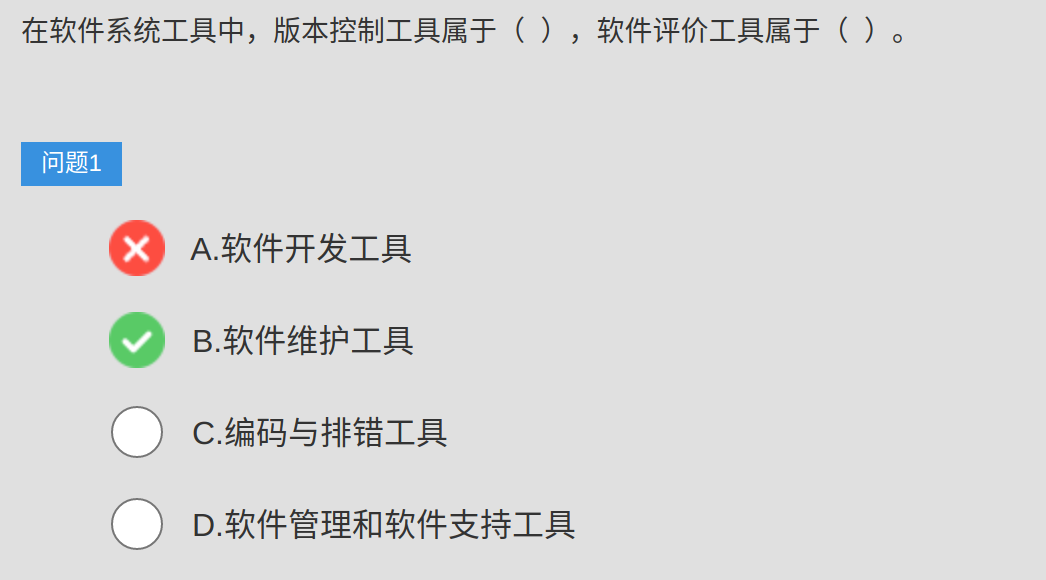 在软件系统工具中，版本控制工具属于（ ），软件评价工具属于（ ）。
问题1
A.软件开发工具
B.软件维护工具
C.编码与排错工具
D.软件管理和软件支持工具